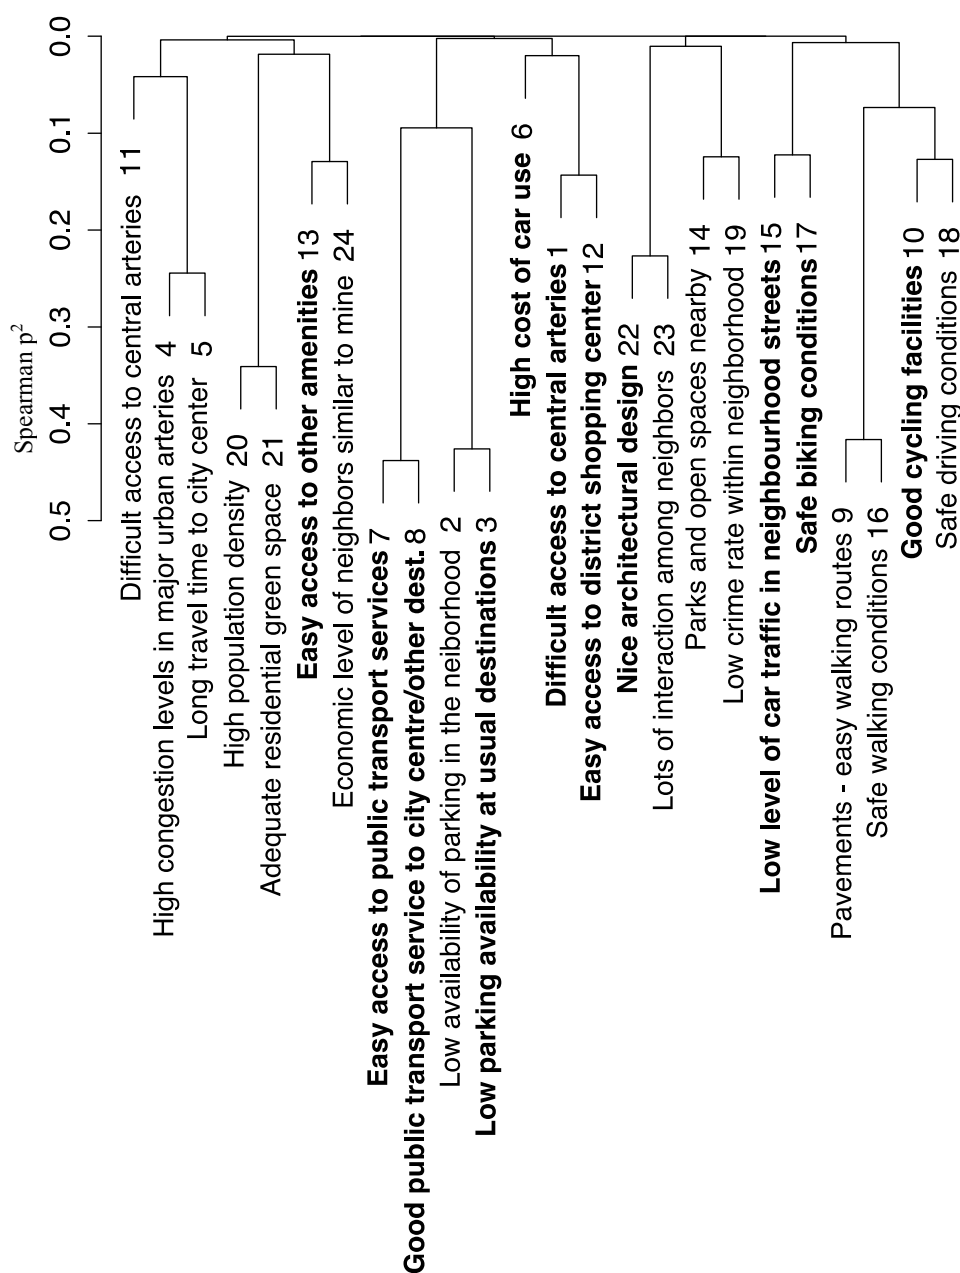 Spearman p²
0.0
0.1
0.2
0.3
0.4
0.5
Difficult access to central arteries 11
High congestion levels in major urban arteries 4
Long travel time to city center 5
High population density 20
Adequate residential green space 21
Easy access to other amenities 13
Economic level of neighbors similar to mine 24
Easy access to public transport services 7
Good public transport service to city centre/other dest. 8
Low availability of parking in the neiborhood 2
Low parking availability at usual destinations 3
High cost of car use 6
Difficult access to central arteries 1
Easy access to district shopping center 12
Nice architectural design 22
Lots of interaction among neighbors 23
Parks and open spaces nearby 14
Low crime rate within neighborhood 19
Low level of car traffic in neighbourhood streets 15
Safe biking conditions 17
Pavements - easy walking routes 9
Safe walking conditions 16
Good cycling facilities 10
Safe driving conditions 18